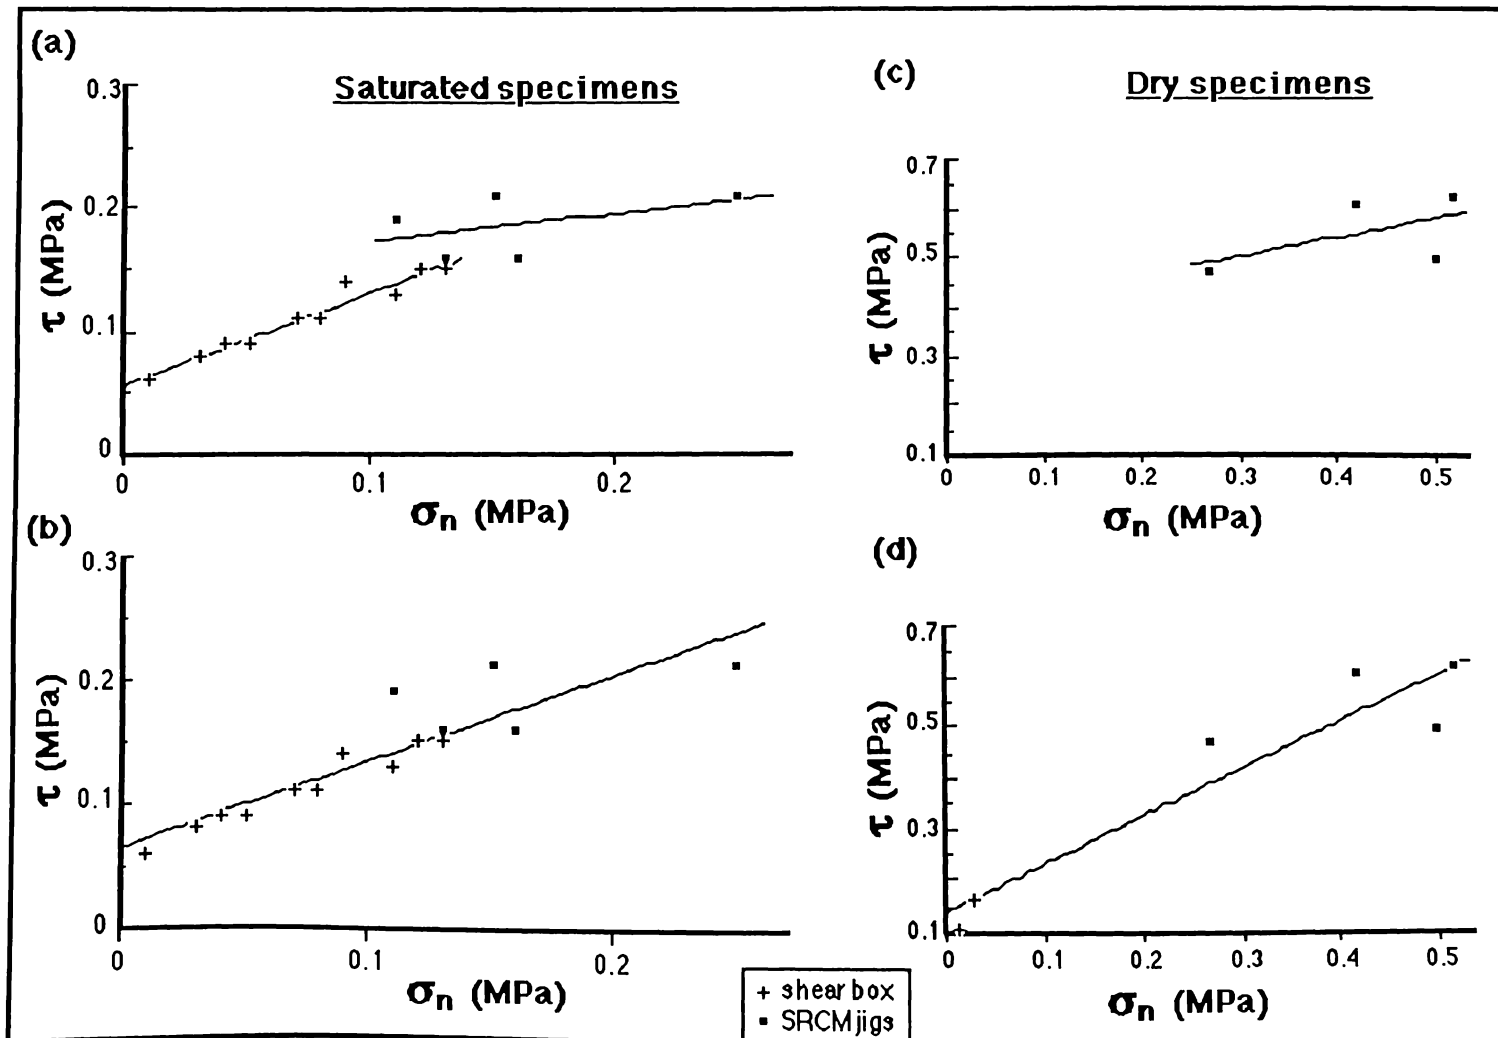 (a)
Saturated specimens
0.3
0.2
0.1
0
τ (MPa)
0 0.1 0.2
σn (MPa)
(b)
0.3
0.2
0.1
0
τ (MPa)
0 0.1 0.2
σn (MPa)
(c)
Dry specimens
0.7
0.5
0.3
0.1
τ (MPa)
0 0.1 0.2 0.3 0.4 0.5
σn (MPa)
(d)
0.7
0.5
0.3
0.1
τ (MPa)
0 0.1 0.2 0.3 0.4 0.5
σn (MPa)
+ shear box
▪ SRCM jigs